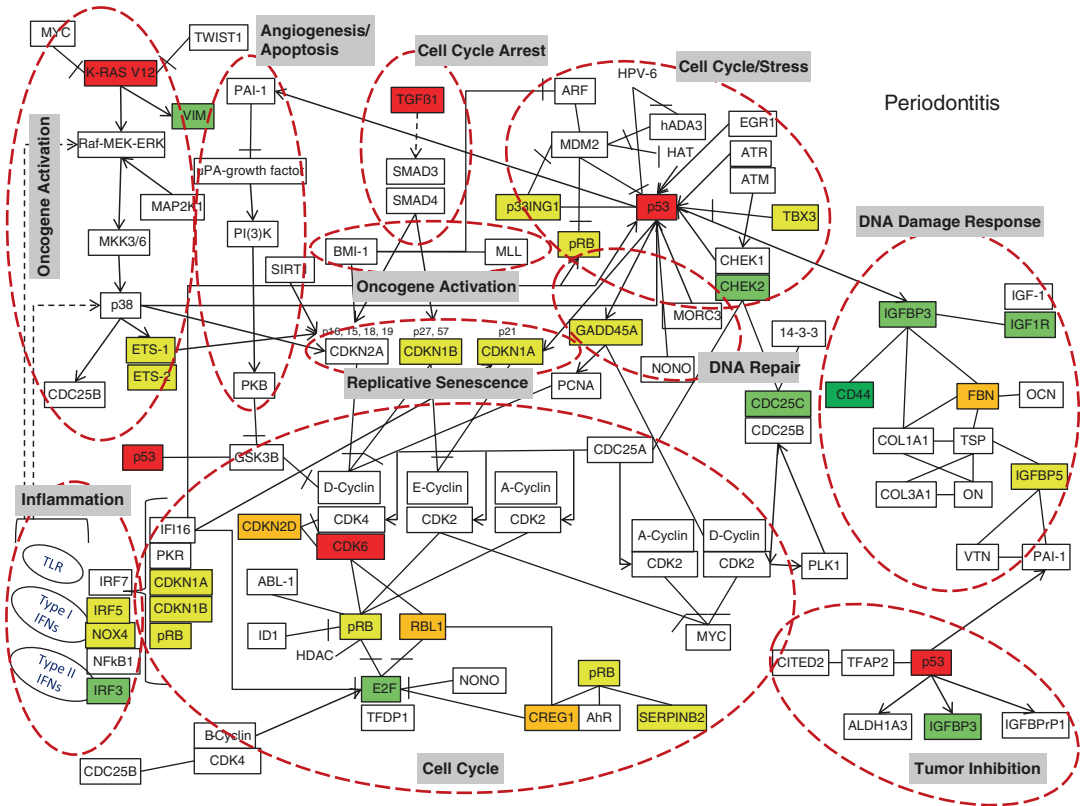 Periodontitis
Oncogene Activation
MYC
TWIST1
K-RAS V12
VIM
Raf-MEK-ERK
MAP2K1
MKK3/6
p38
ETS-1
ETS-2
CDC25B
Angiogenesis/
Apoptosis
PAI-1
µPA-growth factor
PI(3)K
SIRT1
PKB
GSK3B
p53
Cell Cycle Arrest
TGFß1
SMAD3
SMAD4
BMI-1
MLL
Oncogene Activation
p16, 15, 18, 19
p27, 57
p21
CDKN2A
CDKN1B
CDKN1A
Replicative Senescence
Cell Cycle/Stress
HPV-6
ARF
hADA3
EGR1
MDM2
HAT
ATR
ATM
p33ING1
p53
TBX3
pRB
CHEK1
CHEK2
MORC3
GADD45A
NONO
PCNA
DNA Repair
14-3-3
CDC25C
CDC25B
DNA Damage Response
IGFBP3
IGF-1
IGF1R
CD44
FBN
OCN
COL1A1
TSP
COL3A1
ON
IGFBP5
VTN
PAI-1
Inflammation
TLR
Type I
IFNs
Type II
IFNs
IRF7
IRF5
NOX4
NFkB1
IRF3
IFI16
PKR
CDKN1A
CDKN1B
pRB
CDC25A
D-Cyclin
CDK4
CDK6
E-Cyclin
CDK2
A-Cyclin
CDK2
CDKN2D
A-Cyclin
CDK2
D-Cyclin
CDK2
PLK1
ABL-1
ID1
pRB
RBL1
HDAC
MYC
E2F
TFDP1
NONO
pRB
CREG1
AhR
SERPINB2
B-Cyclin
CDK4
CDC25B
Cell Cycle
CITED2
TFAP2
p53
ALDH1A3
IGFBP3
IGFBPrP1
Tumor Inhibition